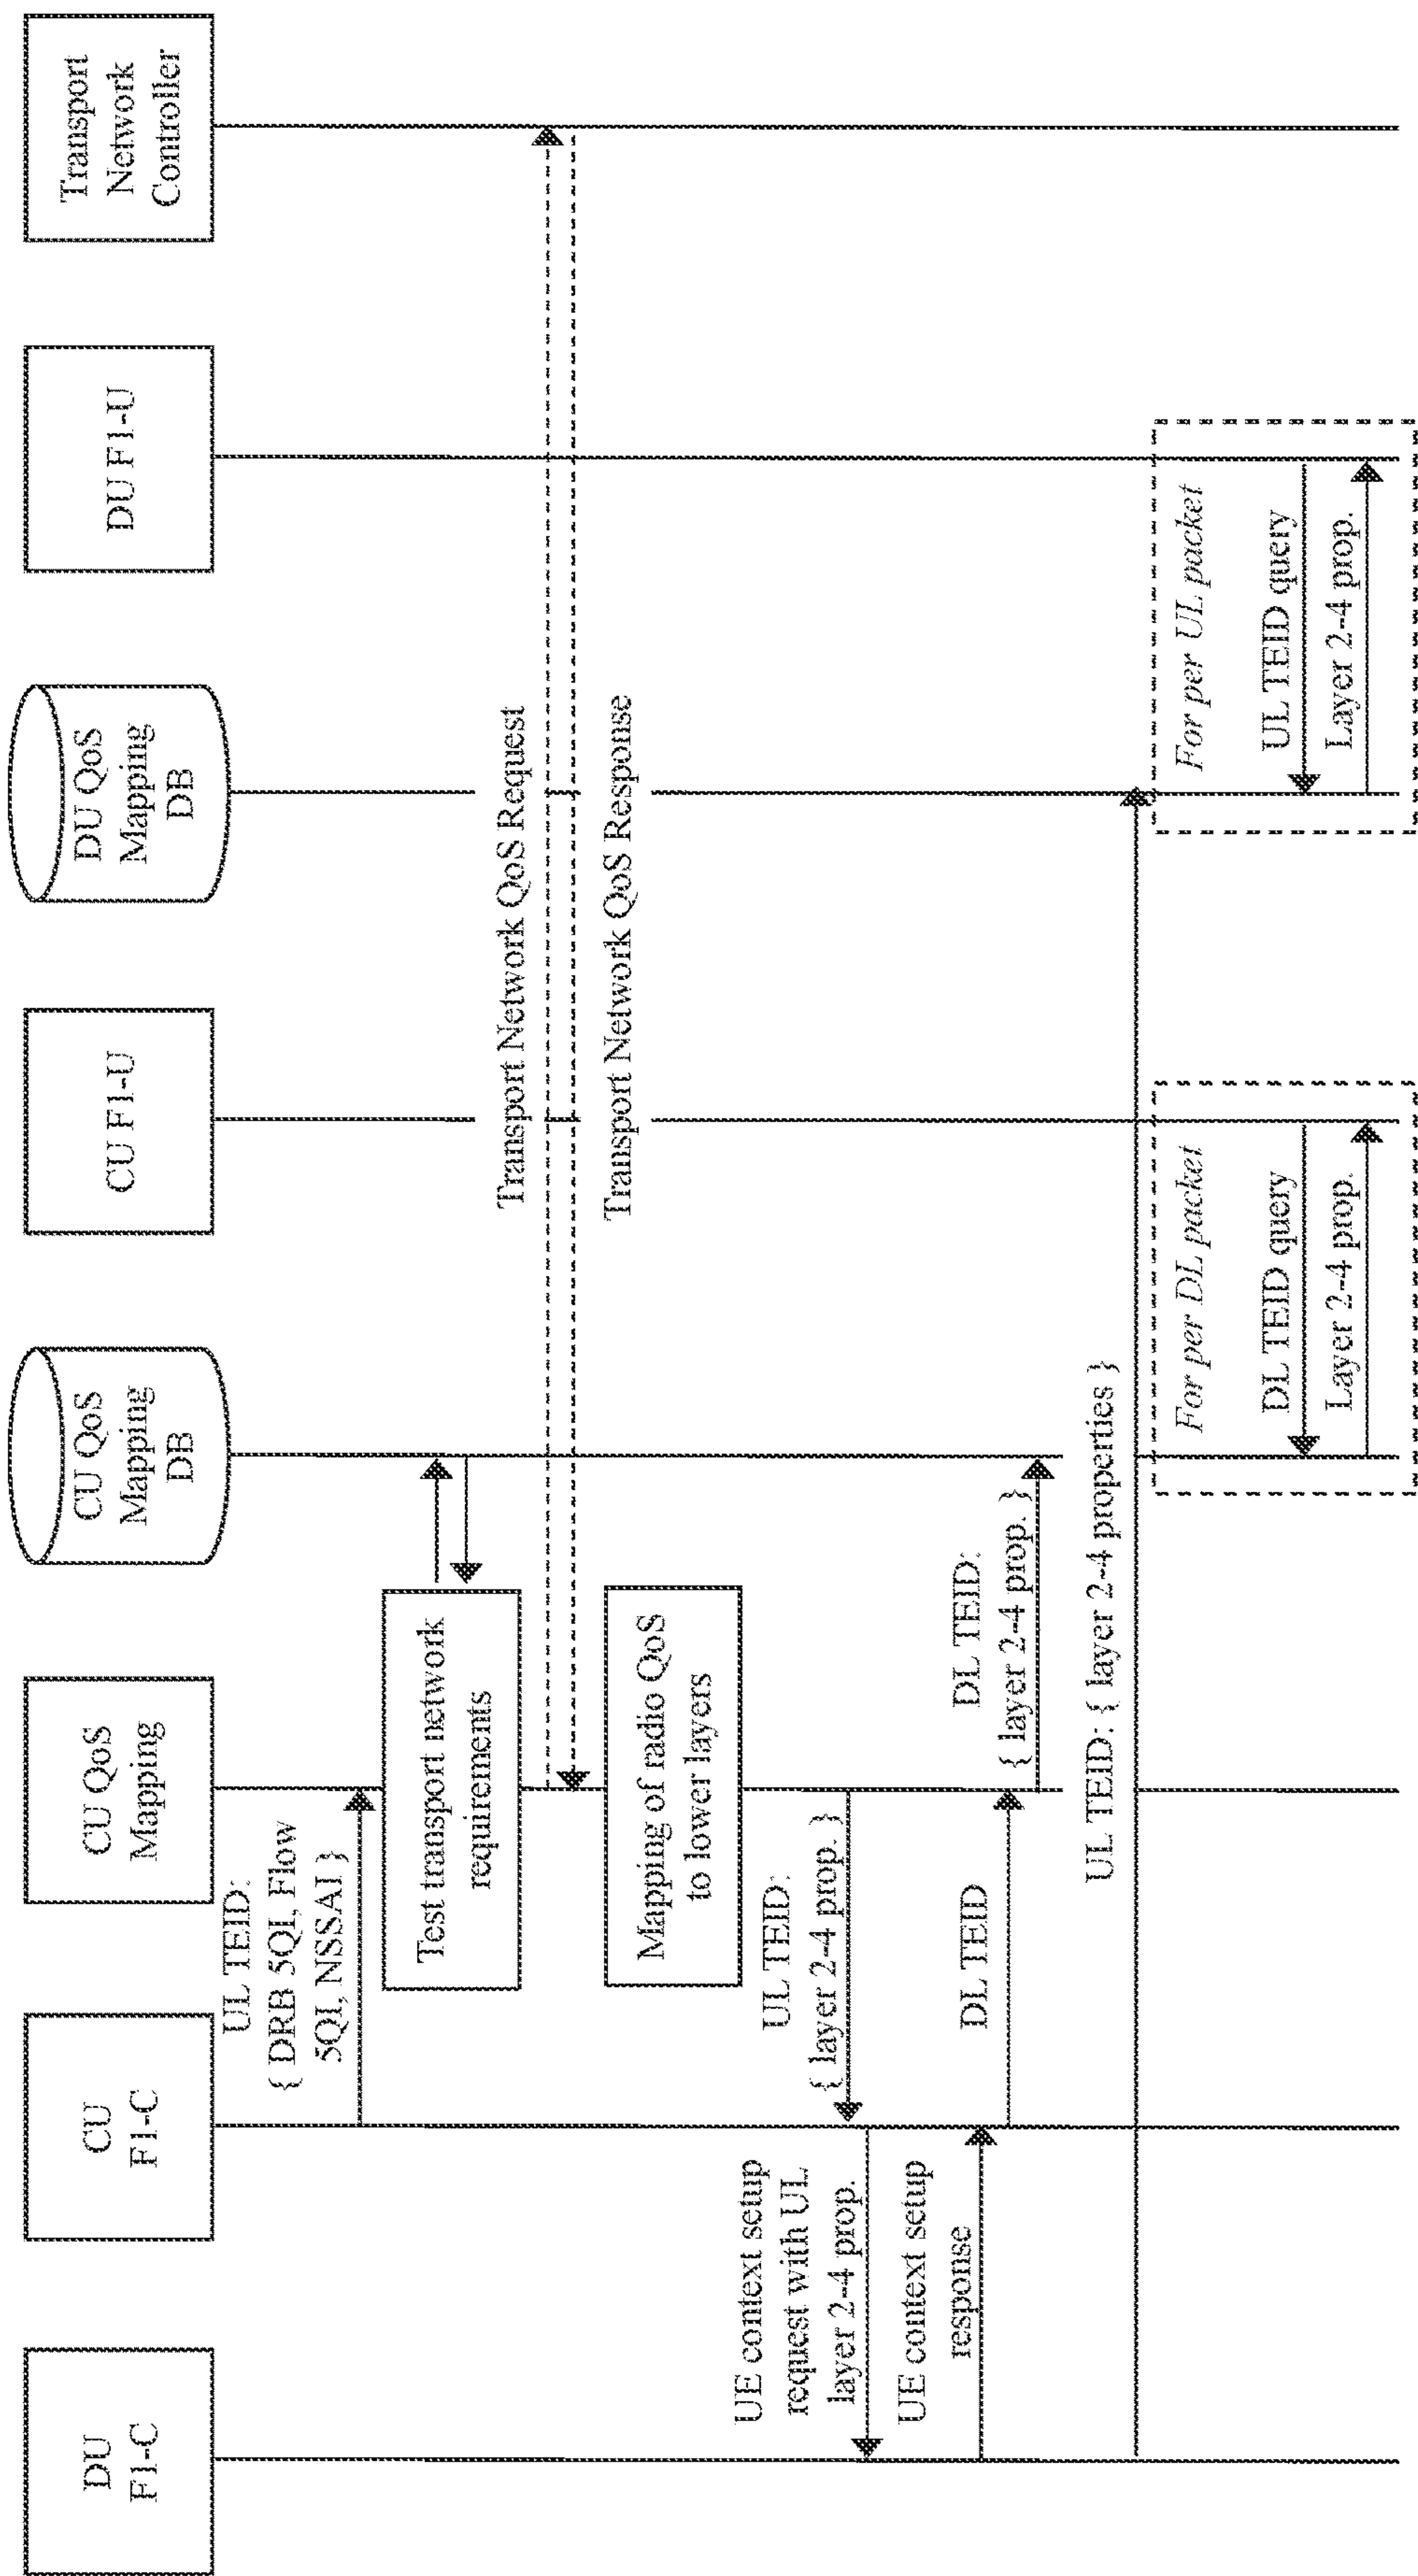 DU
F1-C
CU
F1-C
CU QoS
Mapping
CU QoS
Mapping
DB
CU F1-U
DU QoS
Mapping
DB
DU F1-U
Transport
Network
Controller
UL TEID:
{ DRB 5QI, Flow
5QI, NSSAI }
Test transport network
requirements
Transport Network QoS Request
Transport Network QoS Response
Mapping of radio QoS
to lower layers
UL TEID:
{ layer 2-4 prop. }
UE context setup
request with UL
layer 2-4 prop.
UE context setup
response
DL TEID
DL TEID:
{ layer 2-4 prop. }
UL TEID: { layer 2-4 properties }
For per DL packet
DL TEID query
Layer 2-4 prop.
For per UL packet
UL TEID query
Layer 2-4 prop.